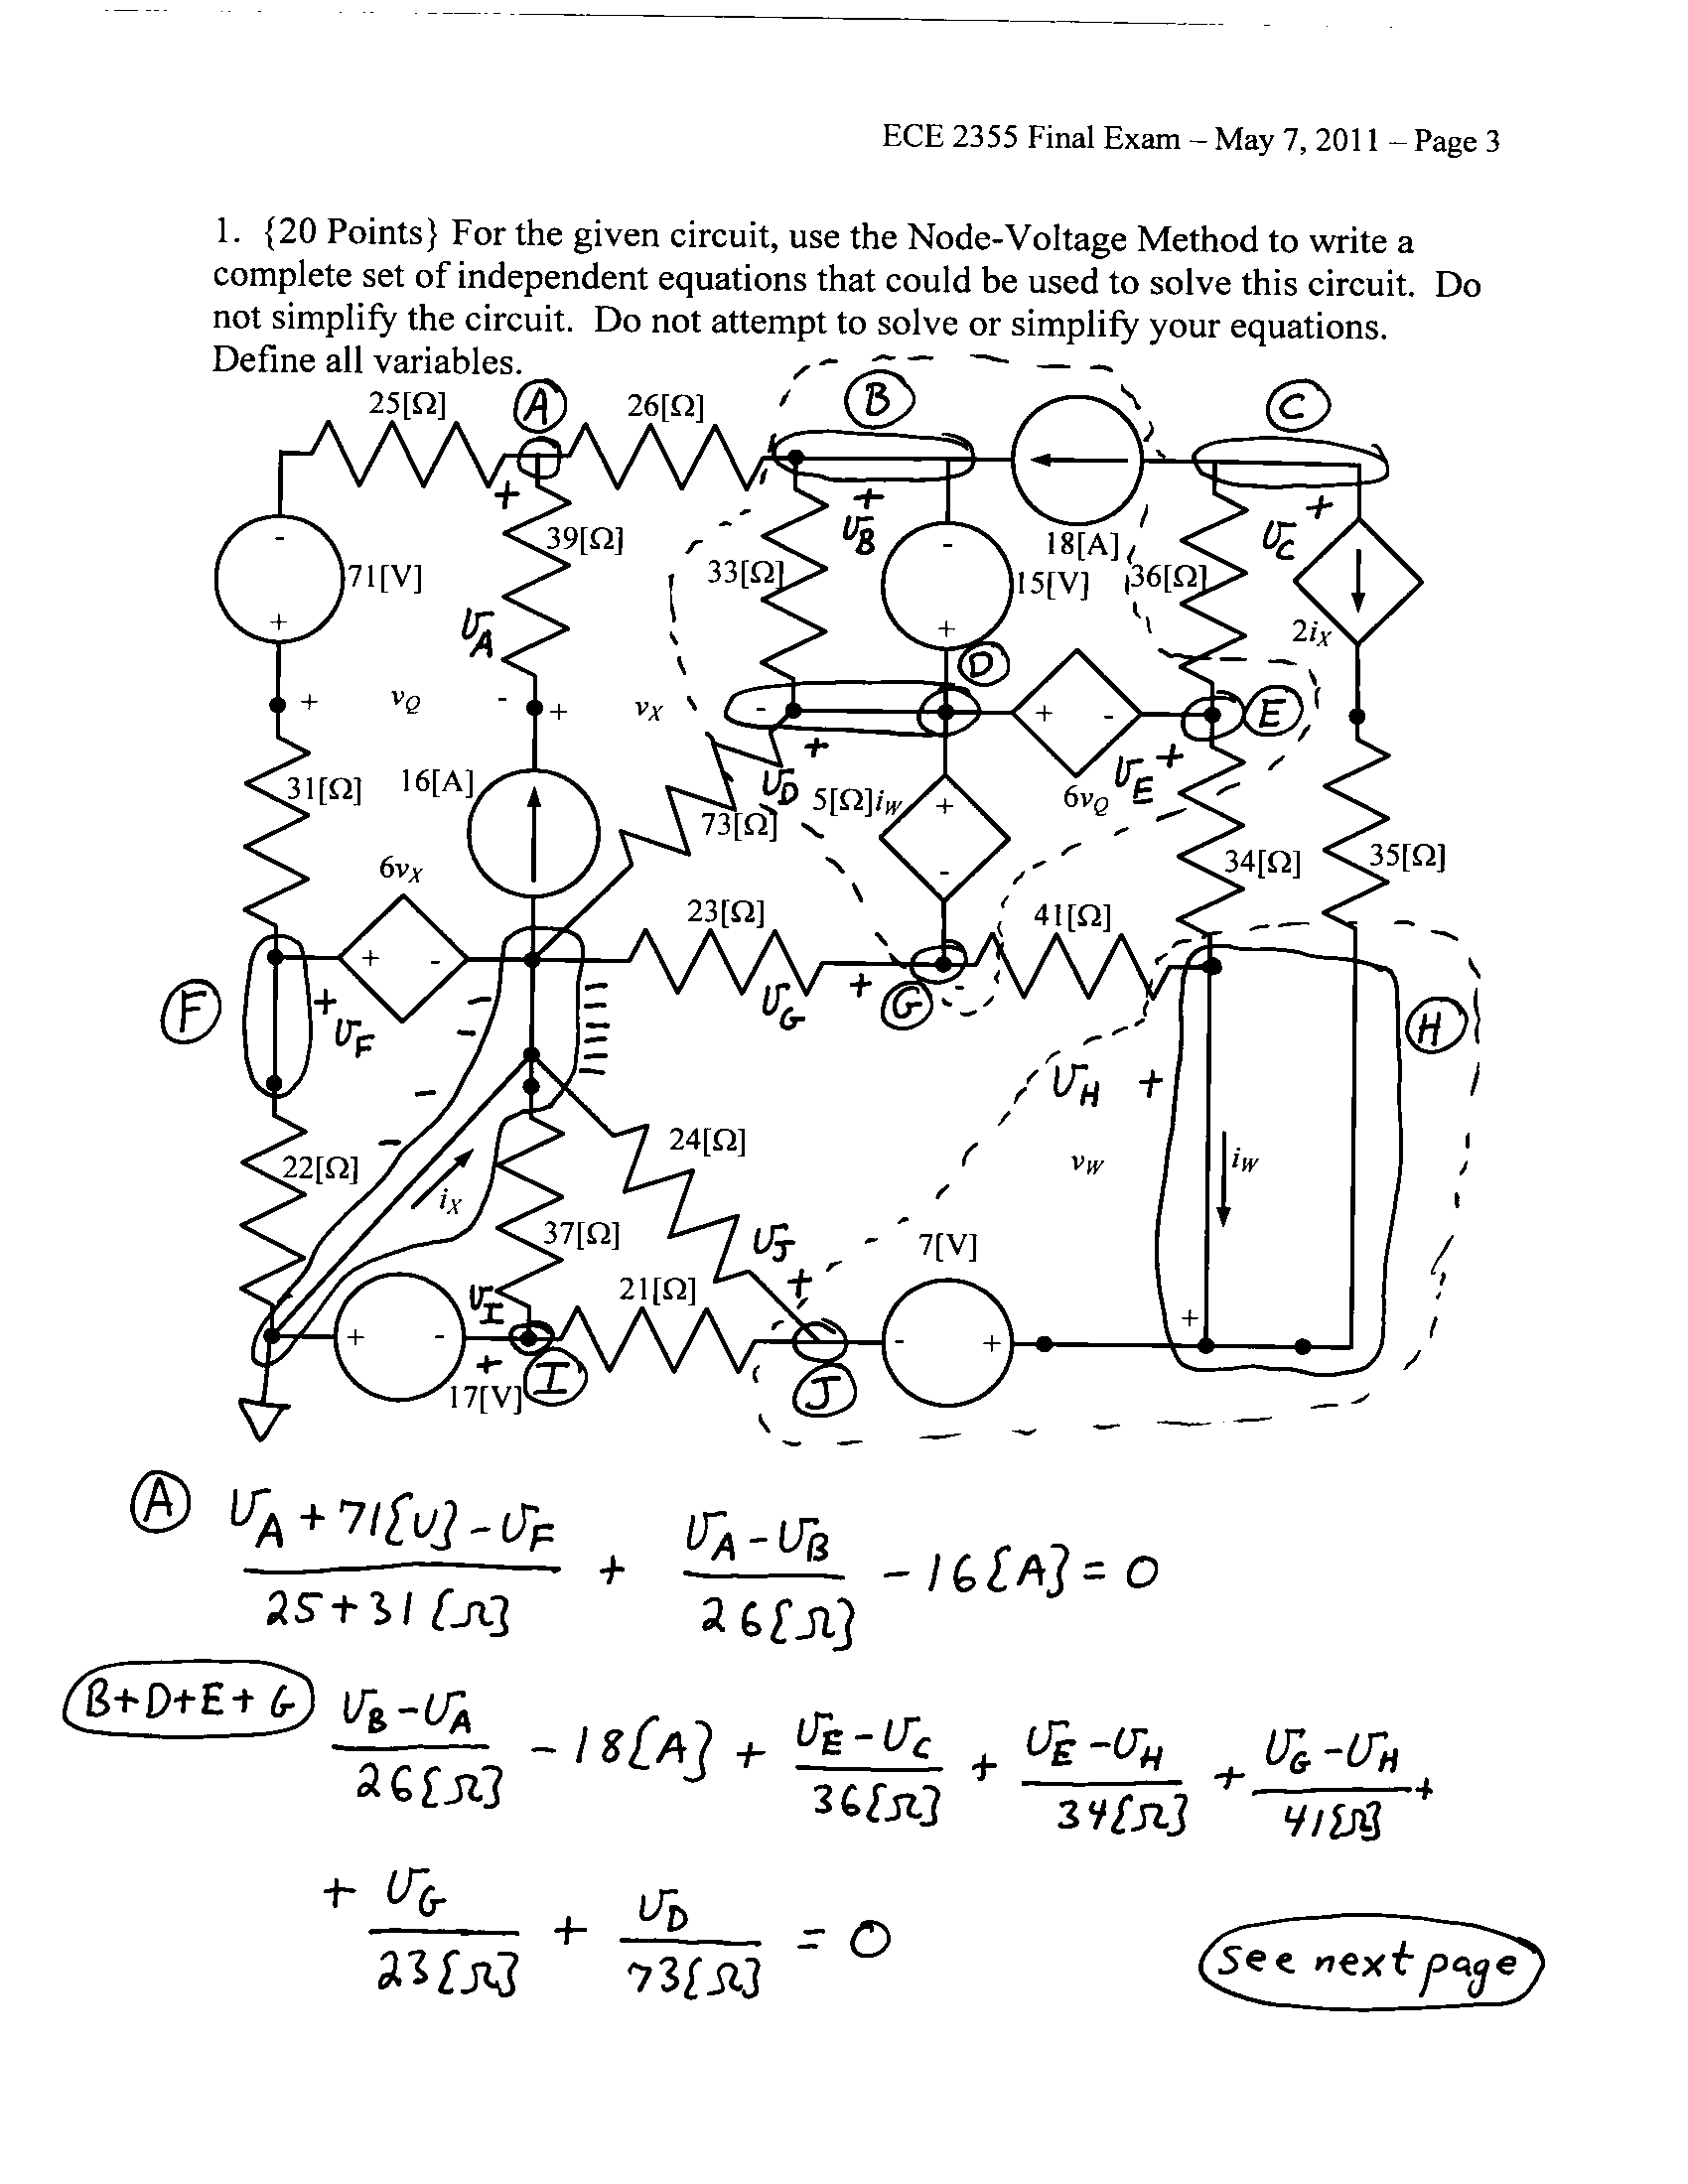 ECE 2355 Final Exam – May 7, 2011 – Page 3
1. {20 Points} For the given circuit, use the Node-Voltage Method to write a
complete set of independent equations that could be used to solve this circuit. Do
not simplify the circuit. Do not attempt to solve or simplify your equations.
Define all variables.
25[Ω] A 26[Ω] B C
+ + +
- 39[Ω] v_B - 18[A] v_C
71[V] 33[Ω] 15[V] 36[Ω]
+ v_A + 2i_X
D
+ v_Q - + v_X - + - E
+ v_E +
31[Ω] 16[A] v_D 5[Ω]i_W + 6v_Q
73[Ω]
6v_X - 34[Ω] 35[Ω]
23[Ω] 41[Ω]
+ -
F + v_F v_G + G H
v_H +
24[Ω]
22[Ω] v_W i_W
i_X
37[Ω] v_J 7[V]
v_I 21[Ω] +
+ - - + +
+ I J
17[V]
A v_A + 71{V} - v_F / 25+31{Ω} + v_A - v_B / 26{Ω} - 16{A} = 0
B+D+E+G v_B - v_A / 26{Ω} - 18{A} + v_E - v_C / 36{Ω} + v_E - v_H / 34{Ω} + v_G - v_H / 41{Ω} +
+ v_G / 23{Ω} + v_D / 73{Ω} = 0
see next page